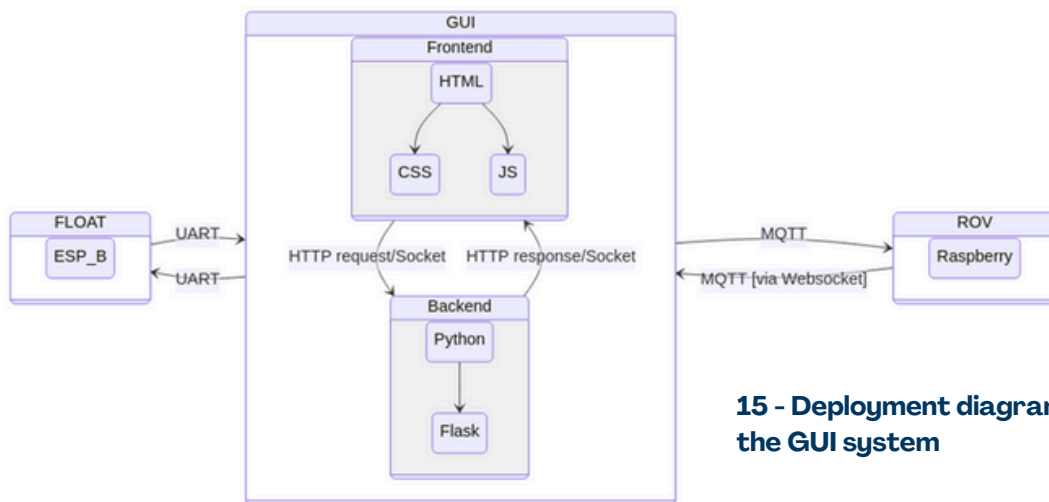 GUI
Frontend
HTML
CSS
JS
FLOAT
ESP_B
UART
UART
HTTP request/Socket
HTTP response/Socket
MQTT
MQTT [via Websocket]
ROV
Raspberry
Backend
Python
Flask
15 - Deployment
the GUI system